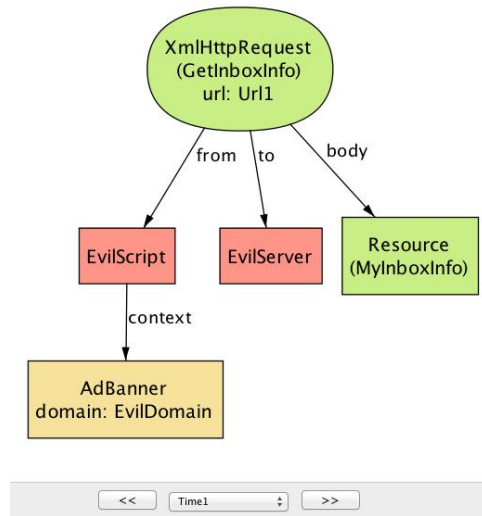 XmlHttpRequest
(GetInboxInfo)
url: Url1
from
to
body
EvilScript
EvilServer
Resource
(MyInboxInfo)
context
AdBanner
domain: EvilDomain
<<
Time1
>>